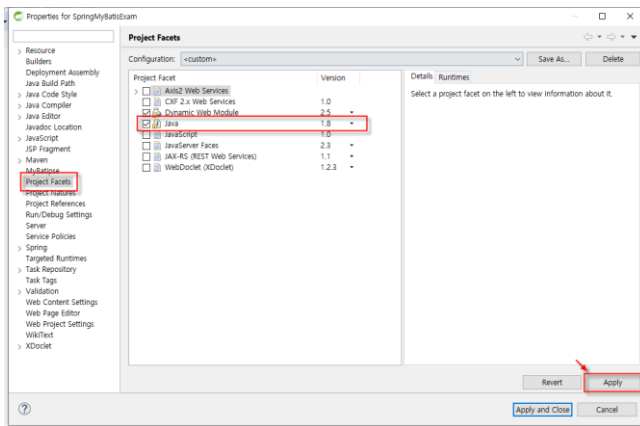 Properties for SpringMyBatisExam
Project Facets
Resource
Builders
Deployment Assembly
Java Build Path
Java Code Style
Java Compiler
Java Editor
Javadoc Location
JavaScript
JSP Fragment
Maven
MyBatipse
Project Facets
Project Natures
Project References
Run/Debug Settings
Server
Service Policies
Spring
Targeted Runtimes
Task Repository
Task Tags
Validation
Web Content Settings
Web Page Editor
Web Project Settings
WikiText
XDoclet
Configuration: <custom>
Save As...
Delete
Project Facet Version
Axis2 Web Services
CXF 2.x Web Services 1.0
Dynamic Web Module 2.5
Java 1.8
JavaScript 1.0
JavaServer Faces 2.3
JAX-RS (REST Web Services) 1.1
WebDoclet (XDoclet) 1.2.3
Details Runtimes
Select a project facet on the left to view information about it.
Revert
Apply
Apply and Close
Cancel